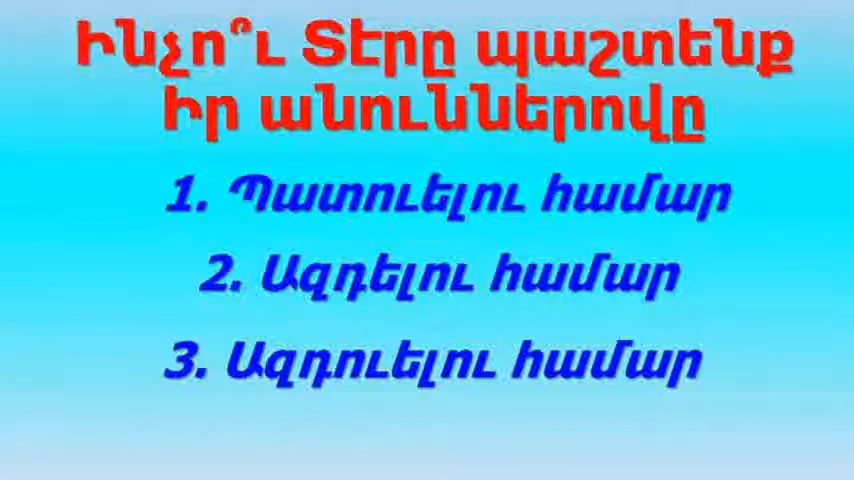 Ինչո՞ւ Տէրը պաշտենք
Իր անուններովը
1. Պատուելու համար
2. Ազդելու համար
3. Ազդուելու համար